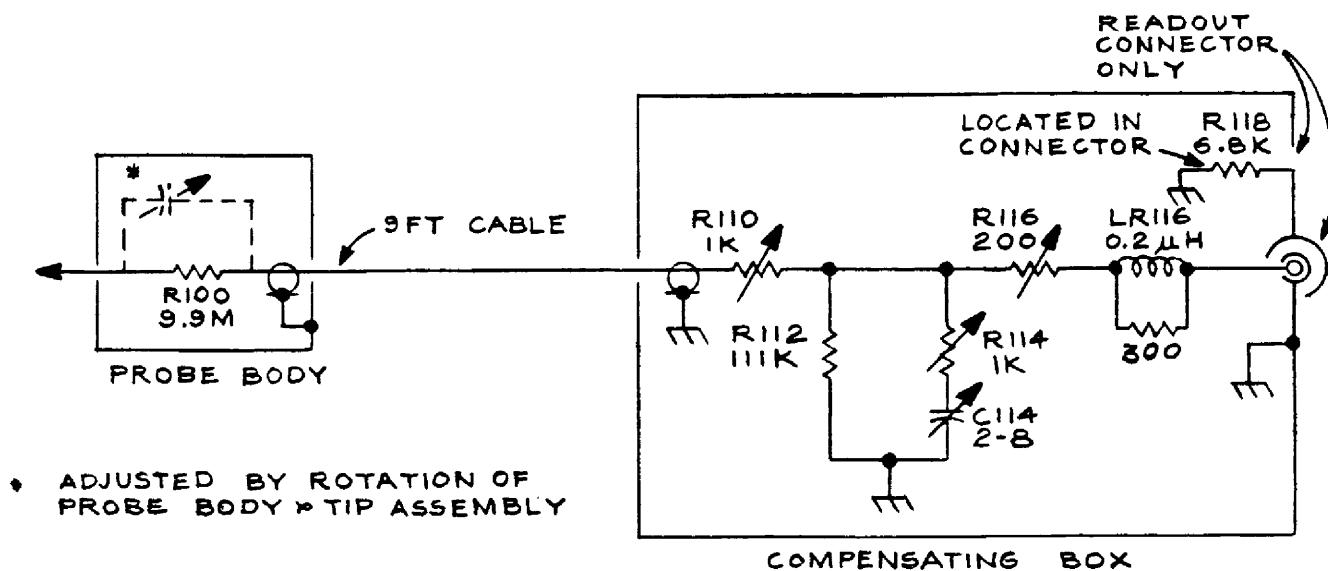 READOUT
CONNECTOR
ONLY
LOCATED IN
CONNECTOR
R118
6.8K
*
9FT CABLE
R110
1K
R116
200
LR116
0.2 µH
R100
9.9M
R112
111K
R114
1K
300
C114
2-8
PROBE BODY
* ADJUSTED BY ROTATION OF
PROBE BODY & TIP ASSEMBLY
COMPENSATING BOX